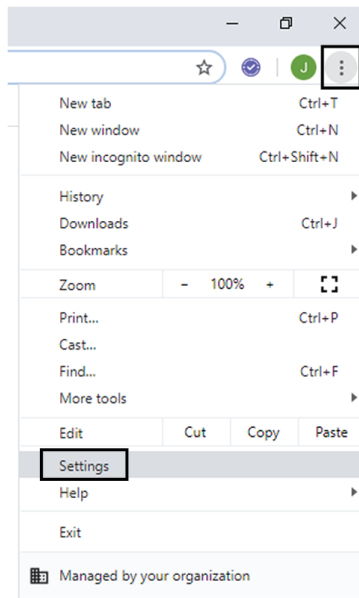 J
New tab Ctrl+T
New window Ctrl+N
New incognito window Ctrl+Shift+N
History
Downloads Ctrl+J
Bookmarks
Zoom - 100% +
Print... Ctrl+P
Cast...
Find... Ctrl+F
More tools
Edit Cut Copy Paste
Settings
Help
Exit
Managed by your organization